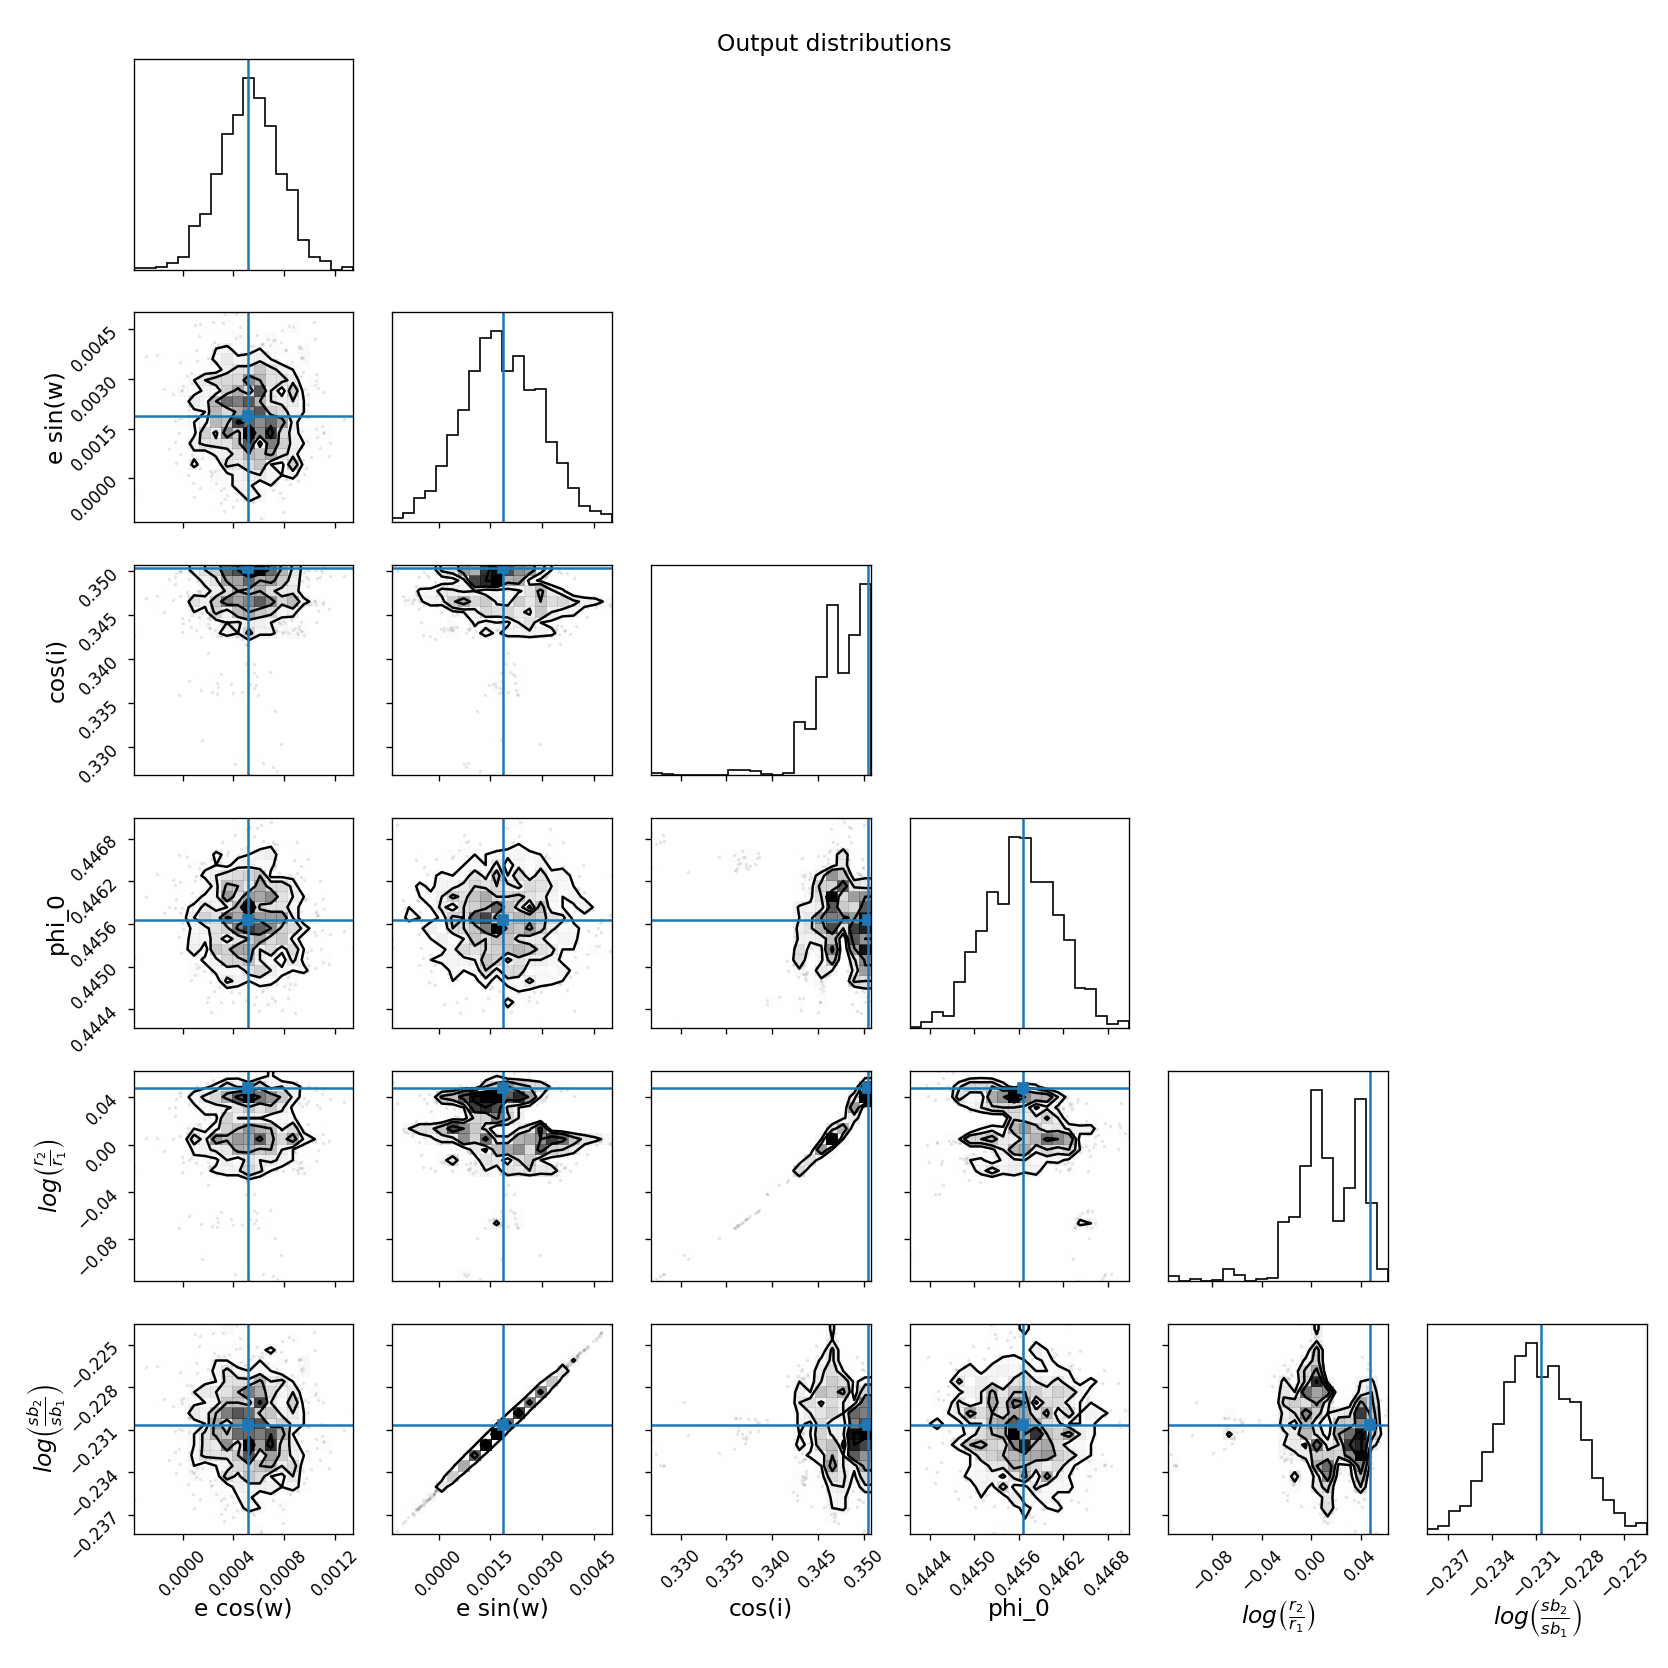 Output distributions
e sin(w)
0.0045
0.0030
0.0015
0.0000
cos(i)
0.350
0.345
0.340
0.335
0.330
phi_0
0.4468
0.4462
0.4456
0.4450
0.4444
log(r₂/r₁)
0.04
0.00
−0.04
−0.08
log(sb₂/sb₁)
−0.225
−0.228
−0.231
−0.234
−0.237
0.0000 0.0004 0.0008 0.0012
0.0000 0.0015 0.0030 0.0045
0.330 0.335 0.340 0.345 0.350
0.4444 0.4450 0.4456 0.4462 0.4468
−0.08 −0.04 0.00 0.04
−0.237 −0.234 −0.231 −0.228 −0.225
e cos(w)
e sin(w)
cos(i)
phi_0
log(r₂/r₁)
log(sb₂/sb₁)